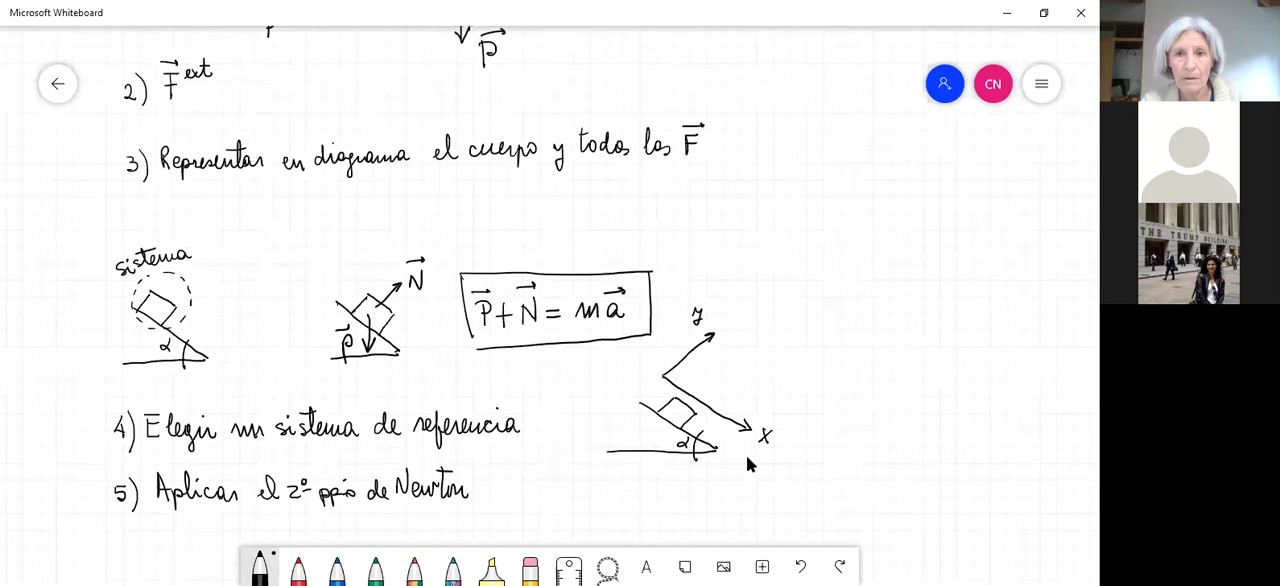 Microsoft Whiteboard
P
2) F ext
CN
3) Representar en diagrama el cuerpo y todas las F
THE TRUMP BUILDING
sistema
α
N
P
P + N = m a
y
x
α
4) Elegir un sistema de referencia
5) Aplicar el 2º ppio de Newton
A